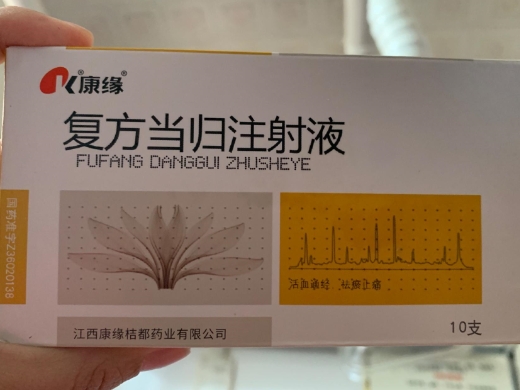 康缘®
复方当归注射液
FUFANG DANGGUI ZHUSHEYE
国药准字Z36020138
活血通经 祛瘀止痛
江西康缘桔都药业有限公司
10支